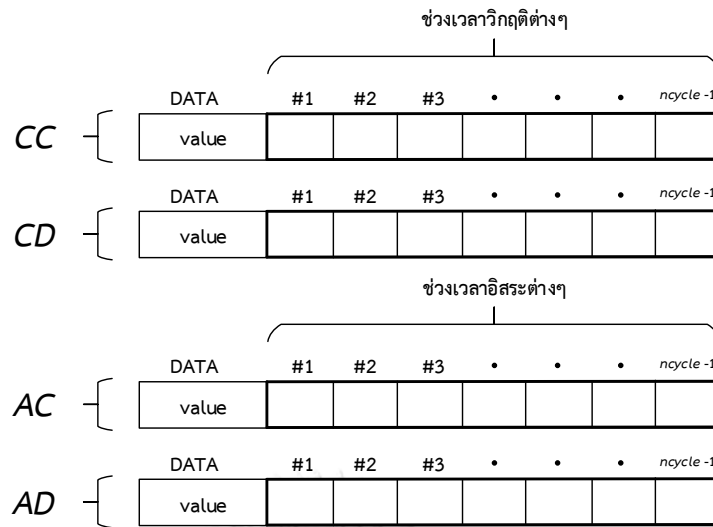 ช่วงเวลาวิกฤติต่างๆ
DATA #1 #2 #3 • • • ncycle -1
CC value
DATA #1 #2 #3 • • • ncycle -1
CD value
ช่วงเวลาอิสระต่างๆ
DATA #1 #2 #3 • • • ncycle -1
AC value
DATA #1 #2 #3 • • • ncycle -1
AD value